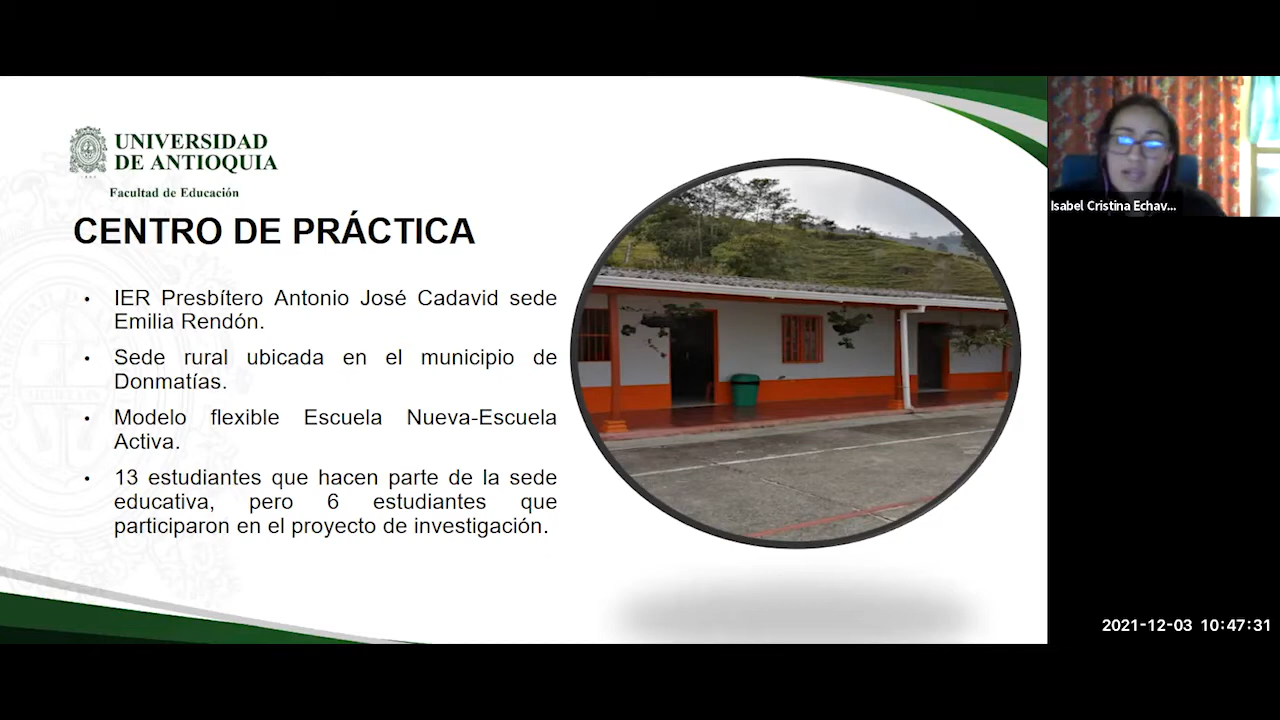 UNIVERSIDAD
DE ANTIOQUIA
Facultad de Educación
CENTRO DE PRÁCTICA
• IER Presbítero Antonio José Cadavid sede
Emilia Rendón.
• Sede rural ubicada en el municipio de
Donmatías.
• Modelo flexible Escuela Nueva-Escuela
Activa.
• 13 estudiantes que hacen parte de la sede
educativa, pero 6 estudiantes que
participaron en el proyecto de investigación.
Isabel Cristina Echav...
2021-12-03 10:47:31